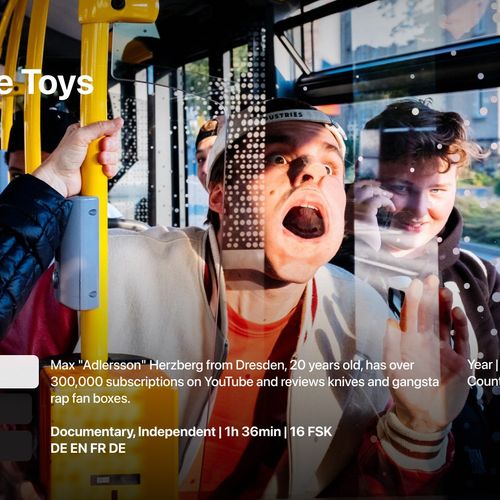 e Toys
USTRIES
Max "Adlersson" Herzberg from Dresden, 20 years old, has over
300,000 subscriptions on YouTube and reviews knives and gangsta
rap fan boxes.
Documentary, Independent | 1h 36min | 16 FSK
DE EN FR DE
Year |
Count